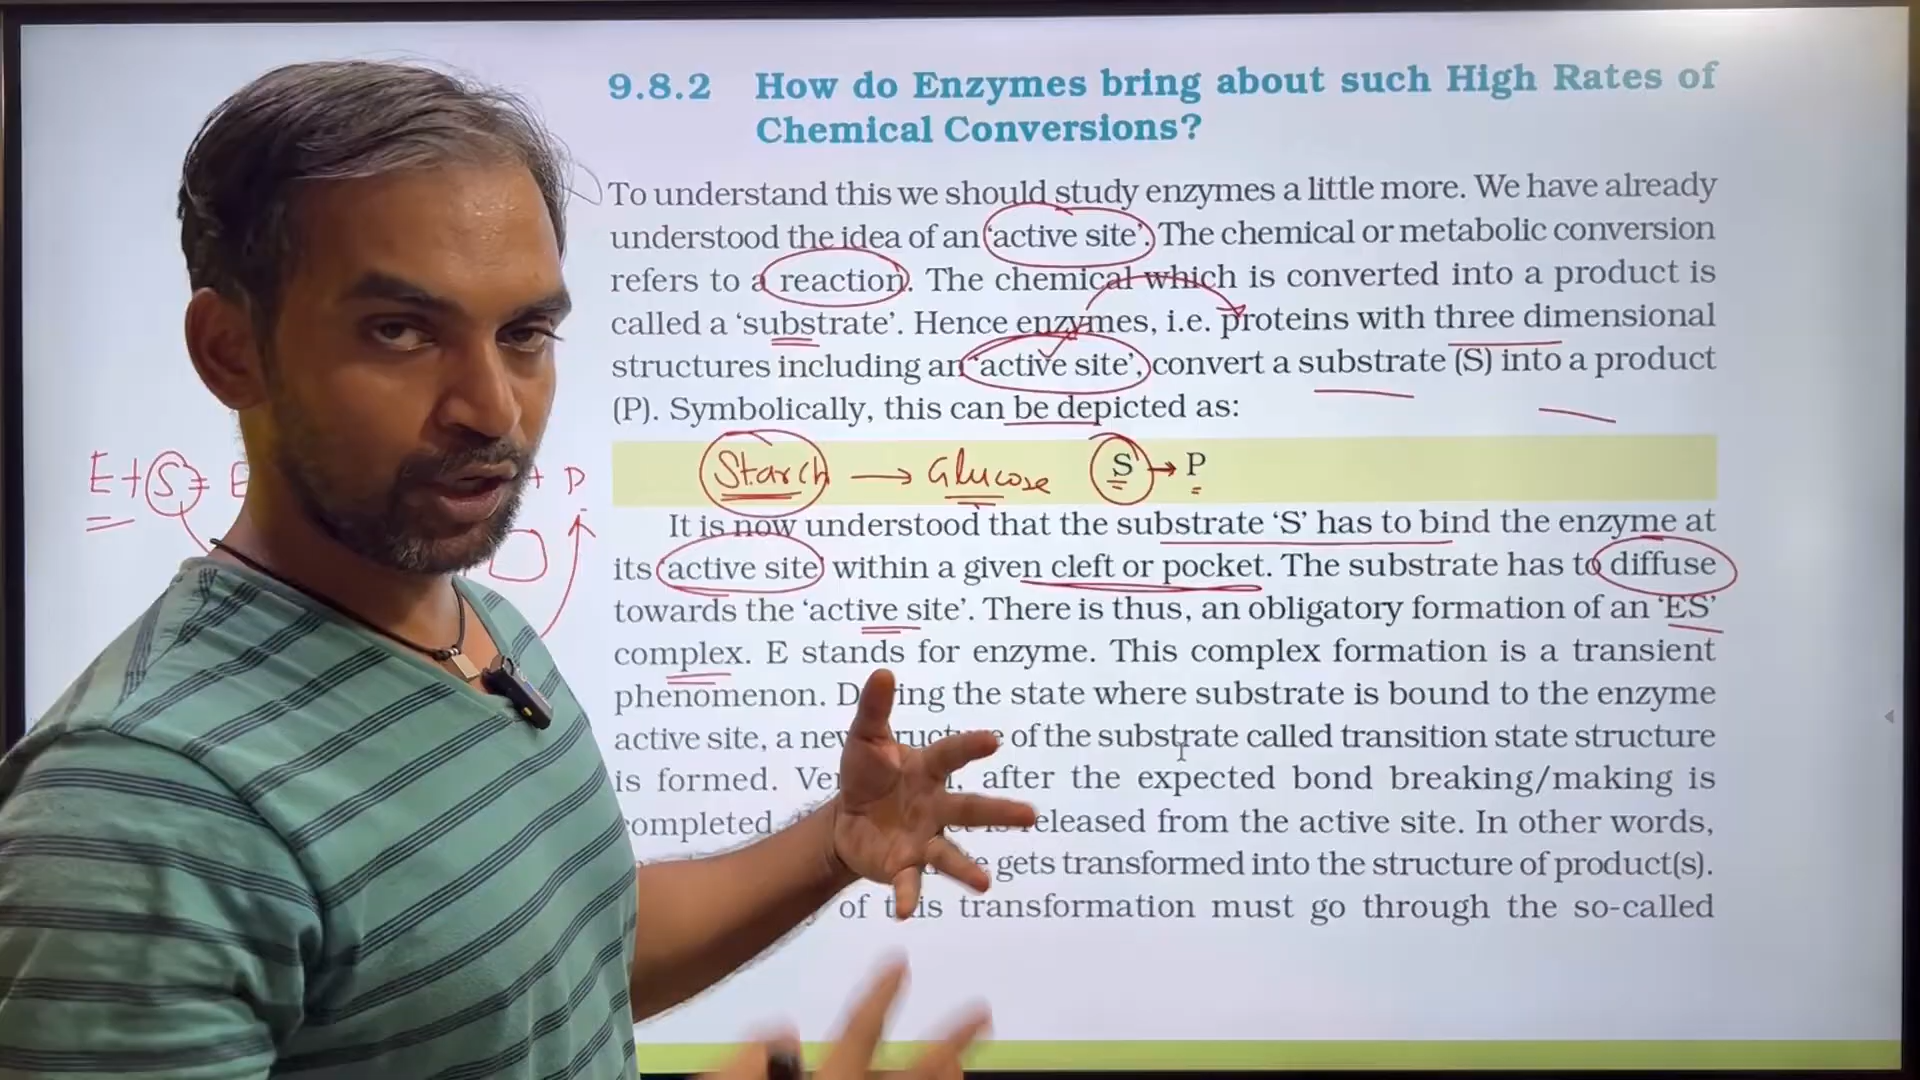 9.8.2 How do Enzymes bring about such High Rates of
Chemical Conversions?
To understand this we should study enzymes a little more. We have already
understood the idea of an ‘active site’. The chemical or metabolic conversion
refers to a reaction. The chemical which is converted into a product is
called a ‘substrate’. Hence enzymes, i.e. proteins with three dimensional
structures including an ‘active site’, convert a substrate (S) into a product
(P). Symbolically, this can be depicted as:
E + S ⇌ E + P
Starch → Glucose S → P
It is now understood that the substrate ‘S’ has to bind the enzyme at
its ‘active site’ within a given cleft or pocket. The substrate has to diffuse
towards the ‘active site’. There is thus, an obligatory formation of an ‘ES’
complex. E stands for enzyme. This complex formation is a transient
phenomenon. During the state where substrate is bound to the enzyme
active site, a new structure of the substrate called transition state structure
is formed. after the expected bond breaking/making is
completed, released from the active site. In other words,
gets transformed into the structure of product(s).
of this transformation must go through the so-called